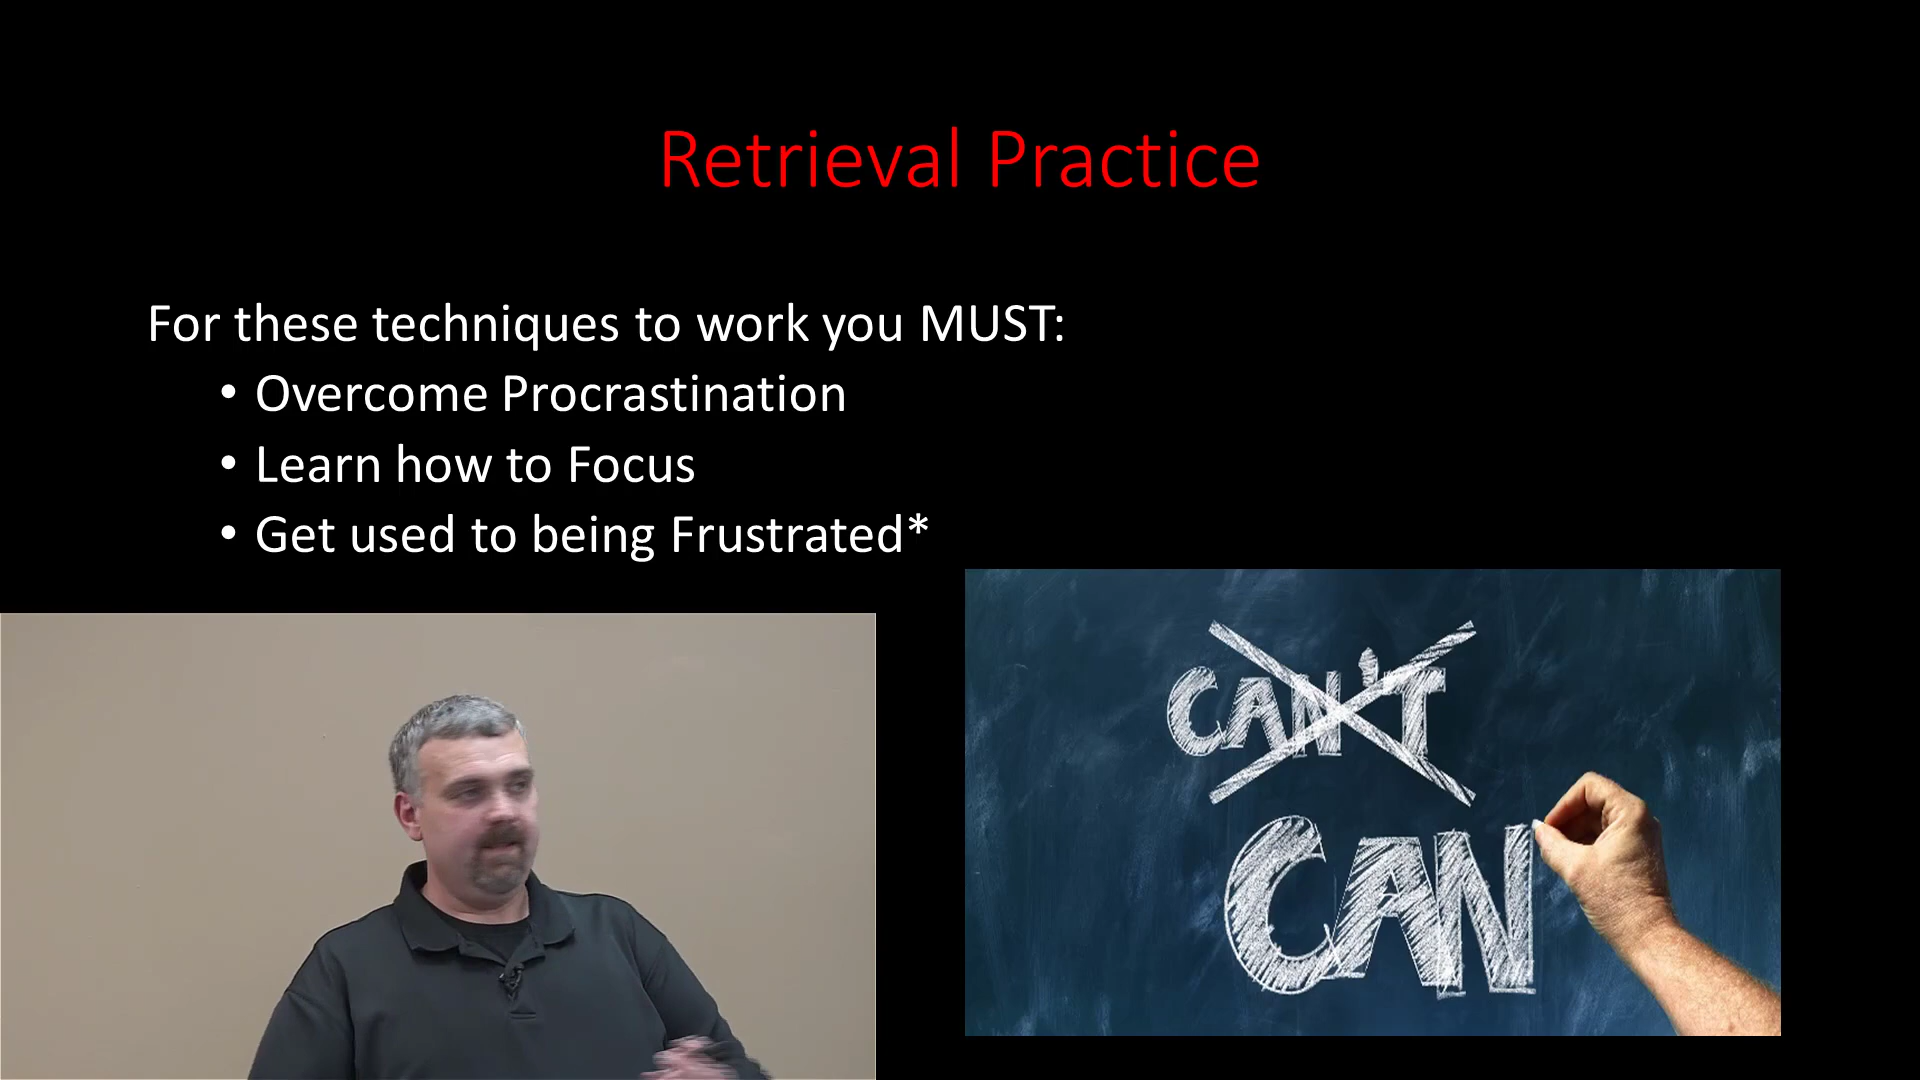 Retrieval Practice
For these techniques to work you MUST:
• Overcome Procrastination
• Learn how to Focus
• Get used to being Frustrated*
CAN'T
CAN